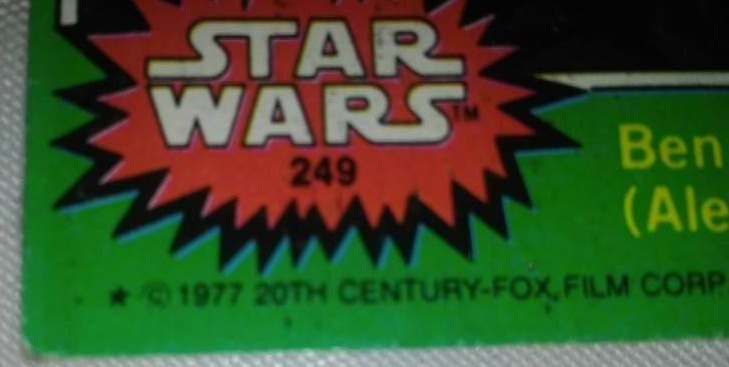 STAR
WARS™
249
Ben
(Ale
* © 1977 20TH CENTURY-FOX FILM CORP.